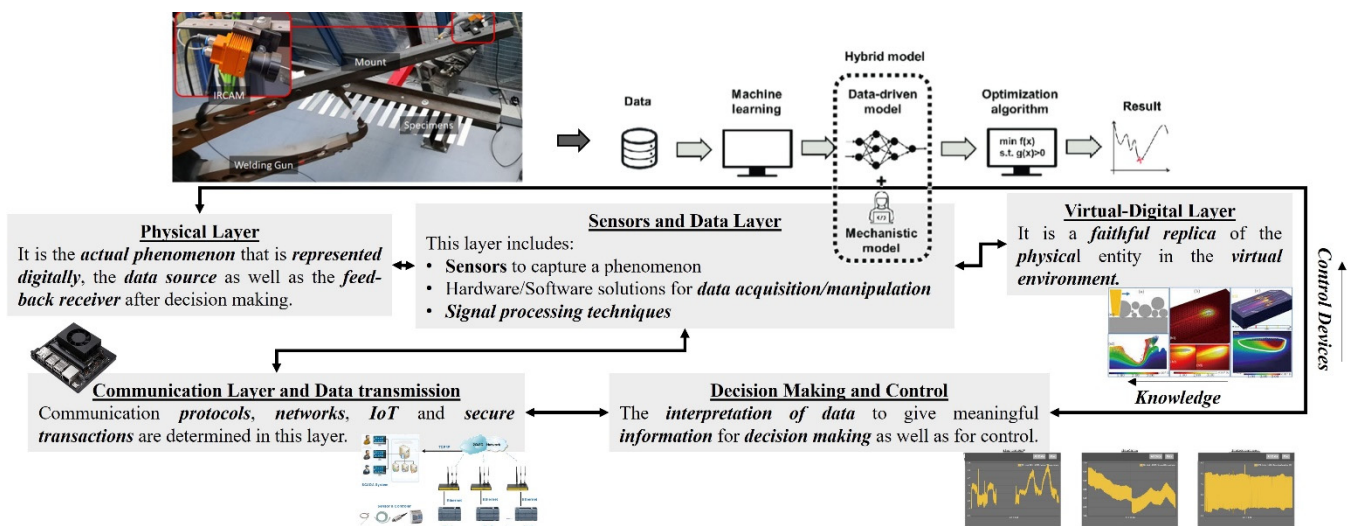 IRCAM
Mount
Specimens
Welding Gun
Data
Machine
learning
Hybrid model
Data-driven
model
+
Mechanistic
model
Optimization
algorithm
min f(x)
s.t. g(x)>0
Result
Physical Layer
It is the actual phenomenon that is represented
digitally, the data source as well as the feed-
back receiver after decision making.
Sensors and Data Layer
This layer includes:
• Sensors to capture a phenomenon
• Hardware/Software solutions for data acquisition/manipulation
• Signal processing techniques
Virtual-Digital Layer
It is a faithful replica of the
physical entity in the virtual
environment.
Control Devices
Knowledge
Communication Layer and Data transmission
Communication protocols, networks, IoT and secure
transactions are determined in this layer.
Decision Making and Control
The interpretation of data to give meaningful
information for decision making as well as for control.
Network
Ethernet
Ethernet
Ethernet